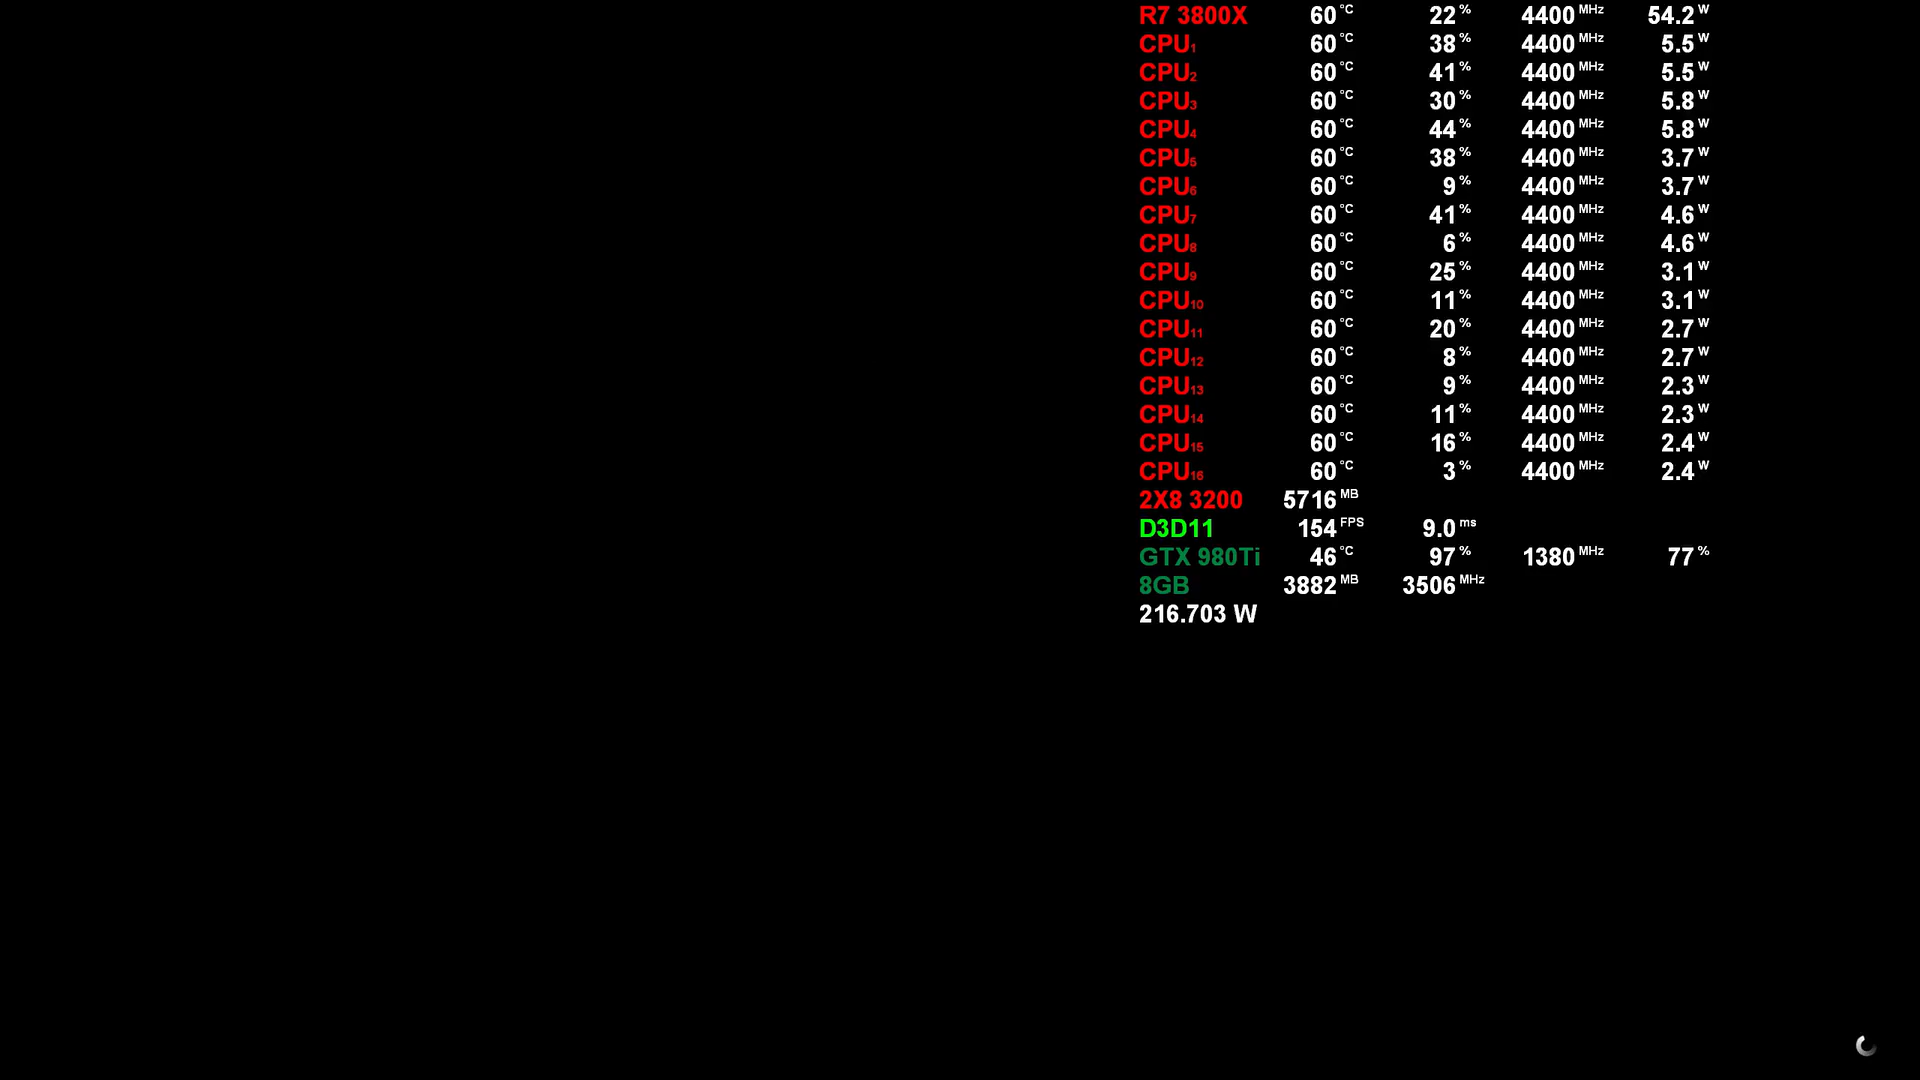 R7 3800X 60 °C 22 % 4400 MHz 54.2 W
CPU1 60 °C 38 % 4400 MHz 5.5 W
CPU2 60 °C 41 % 4400 MHz 5.5 W
CPU3 60 °C 30 % 4400 MHz 5.8 W
CPU4 60 °C 44 % 4400 MHz 5.8 W
CPU5 60 °C 38 % 4400 MHz 3.7 W
CPU6 60 °C 9 % 4400 MHz 3.7 W
CPU7 60 °C 41 % 4400 MHz 4.6 W
CPU8 60 °C 6 % 4400 MHz 4.6 W
CPU9 60 °C 25 % 4400 MHz 3.1 W
CPU10 60 °C 11 % 4400 MHz 3.1 W
CPU11 60 °C 20 % 4400 MHz 2.7 W
CPU12 60 °C 8 % 4400 MHz 2.7 W
CPU13 60 °C 9 % 4400 MHz 2.3 W
CPU14 60 °C 11 % 4400 MHz 2.3 W
CPU15 60 °C 16 % 4400 MHz 2.4 W
CPU16 60 °C 3 % 4400 MHz 2.4 W
2X8 3200 5716 MB
D3D11 154 FPS 9.0 ms
GTX 980Ti 46 °C 97 % 1380 MHz 77 %
8GB 3882 MB 3506 MHz
216.703 W